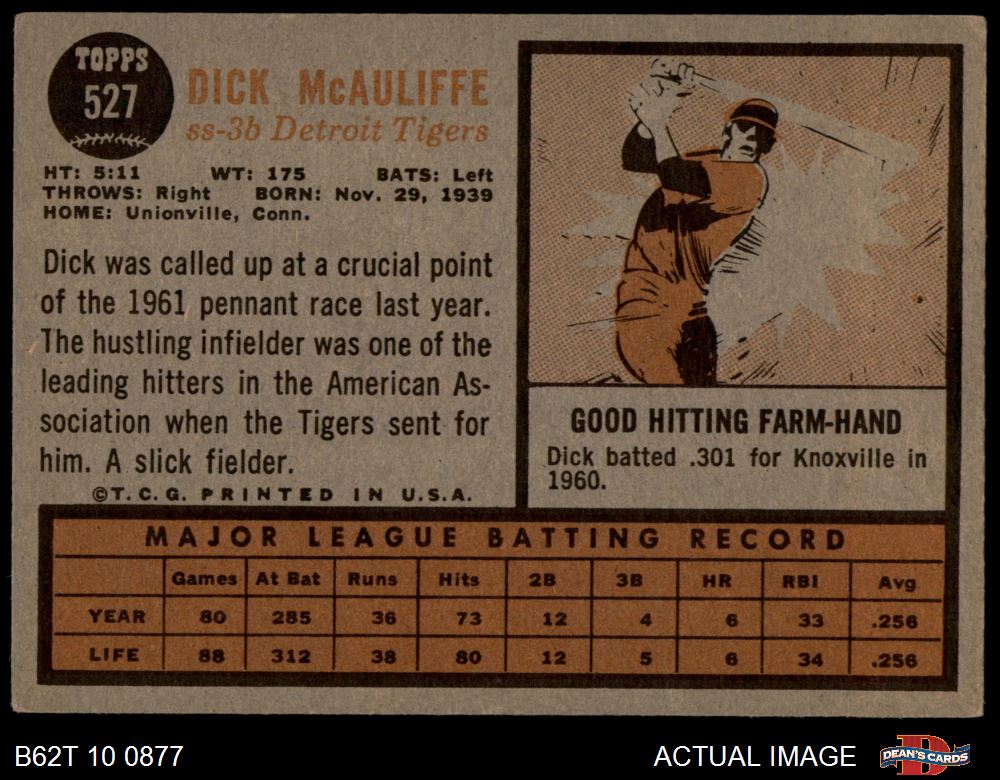 TOPPS
527
DICK McAULIFFE
ss-3b Detroit Tigers
HT: 5:11 WT: 175 BATS: Left
THROWS: Right BORN: Nov. 29, 1939
HOME: Unionville, Conn.
Dick was called up at a crucial point
of the 1961 pennant race last year.
The hustling infielder was one of the
leading hitters in the American As-
sociation when the Tigers sent for
him. A slick fielder.
©T.C.G. PRINTED IN U.S.A.
GOOD HITTING FARM-HAND
Dick batted .301 for Knoxville in
1960.
MAJOR LEAGUE BATTING RECORD
Games At Bat Runs Hits 2B 3B HR RBI Avg
YEAR 80 285 36 73 12 4 6 33 .256
LIFE 88 312 38 80 12 5 6 34 .256
B62T 10 0877 ACTUAL IMAGE DEAN'S CARDS